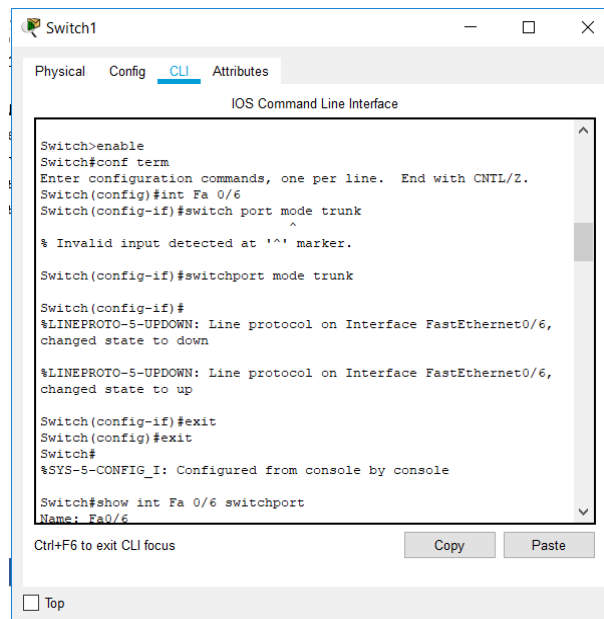 Switch1
Physical Config CLI Attributes
IOS Command Line Interface
Switch>enable
Switch#conf term
Enter configuration commands, one per line.  End with CNTL/Z.
Switch(config)#int Fa 0/6
Switch(config-if)#switch port mode trunk
^
% Invalid input detected at '^' marker.
Switch(config-if)#switchport mode trunk
Switch(config-if)#
%LINEPROTO-5-UPDOWN: Line protocol on Interface FastEthernet0/6,
changed state to down
%LINEPROTO-5-UPDOWN: Line protocol on Interface FastEthernet0/6,
changed state to up
Switch(config-if)#exit
Switch(config)#exit
Switch#
%SYS-5-CONFIG_I: Configured from console by console
Switch#show int Fa 0/6 switchport
Name: Fa0/6
Ctrl+F6 to exit CLI focus
Copy Paste
Top